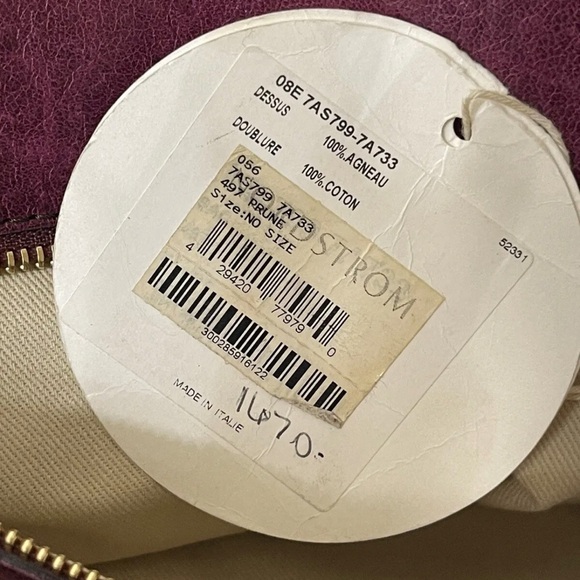 08E 7AS799-7A733
DESSUS 100%.AGNEAU
DOUBLURE 100%.COTON
52331
056
7AS799 7A733
497 PRUNE
Size:NO SIZE
NORDSTROM
4 29420 77979 0
300285916122
MADE IN ITALIE
1670-